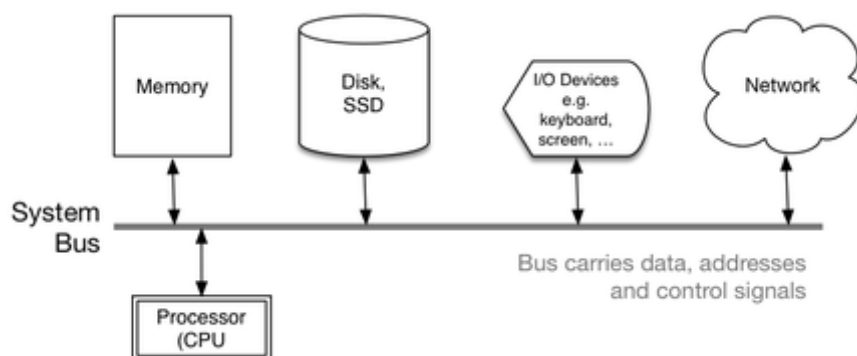 Memory
Disk,
SSD
I/O Devices
e.g.
keyboard,
screen, ...
Network
System
Bus
Bus carries data, addresses
and control signals
Processor
(CPU